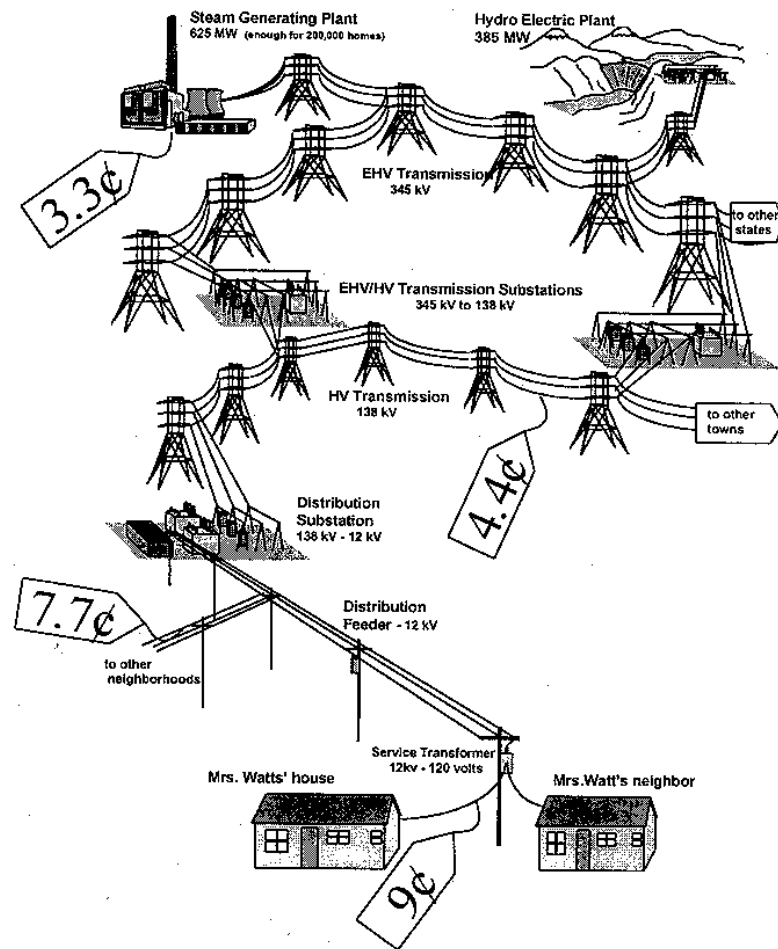 Steam Generating Plant
625 MW (enough for 200,000 homes)
Hydro Electric Plant
385 MW
3.3¢
EHV Transmission
345 kV
to other
states
EHV/HV Transmission Substations
345 kV to 138 kV
HV Transmission
138 kV
to other
towns
4.4¢
Distribution
Substation
138 kV - 12 kV
7.7¢
Distribution
Feeder - 12 kV
to other
neighborhoods
Service Transformer
12kv - 120 volts
Mrs. Watts' house
Mrs.Watt's neighbor
9¢